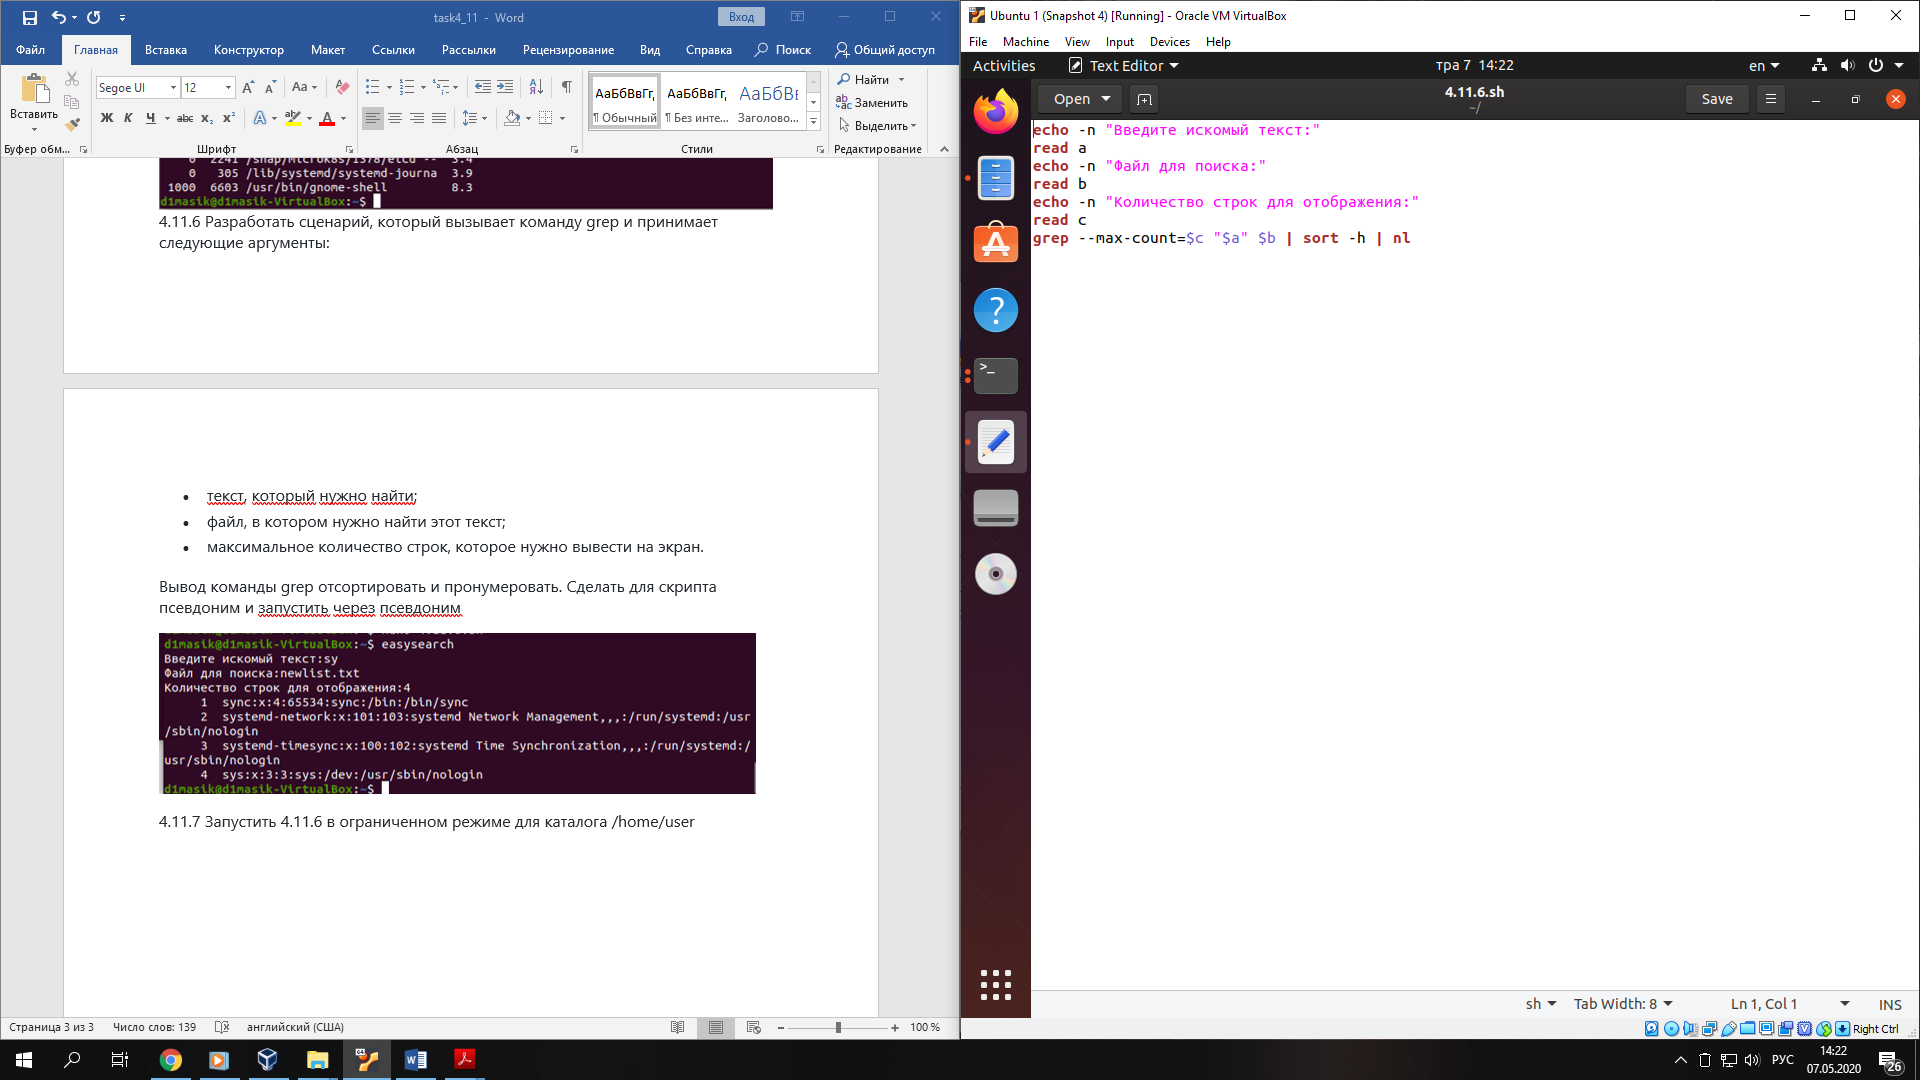 task4_11 - Word
Вход
Файл
Главная
Вставка
Конструктор
Макет
Ссылки
Рассылки
Рецензирование
Вид
Справка
Поиск
Общий доступ
Вставить
Segoe UI
12
Aa
Ж К Ч abc x₂ x²
АаБбВвГг,
АаБбВвГг,
АаБбВі
¶ Обычный
¶ Без инте...
Заголово...
Найти
Заменить
Выделить
Буфер обм...
Шрифт
Абзац
Стили
Редактирование
0 2241 /snap/microk8s/1378/etcd -- 3.4
0 305 /lib/systemd/systemd-journa 3.9
1000 6603 /usr/bin/gnome-shell 8.3
d1masik@d1masik-VirtualBox:~$
4.11.6 Разработать сценарий, который вызывает команду grep и принимает
следующие аргументы:
• текст, который нужно найти;
• файл, в котором нужно найти этот текст;
• максимальное количество строк, которое нужно вывести на экран.
Вывод команды grep отсортировать и пронумеровать. Сделать для скрипта
псевдоним и запустить через псевдоним
d1masik@d1masik-VirtualBox:~$ easysearch
Введите искомый текст:sy
Файл для поиска:newlist.txt
Количество строк для отображения:4
1 sync:x:4:65534:sync:/bin:/bin/sync
2 systemd-network:x:101:103:systemd Network Management,,,:/run/systemd:/usr
/sbin/nologin
3 systemd-timesync:x:100:102:systemd Time Synchronization,,,:/run/systemd:/
usr/sbin/nologin
4 sys:x:3:3:sys:/dev:/usr/sbin/nologin
d1masik@d1masik-VirtualBox:~$
4.11.7 Запустить 4.11.6 в ограниченном режиме для каталога /home/user
Страница 3 из 3
Число слов: 139
английский (США)
100 %
Ubuntu 1 (Snapshot 4) [Running] - Oracle VM VirtualBox
File Machine View Input Devices Help
Activities
Text Editor
тра 7 14:22
en
Open
4.11.6.sh
~/
Save
echo -n "Введите искомый текст:"
read a
echo -n "Файл для поиска:"
read b
echo -n "Количество строк для отображения:"
read c
grep --max-count=$c "$a" $b | sort -h | nl
sh
Tab Width: 8
Ln 1, Col 1
INS
Right Ctrl
РУС
14:22
07.05.2020
26